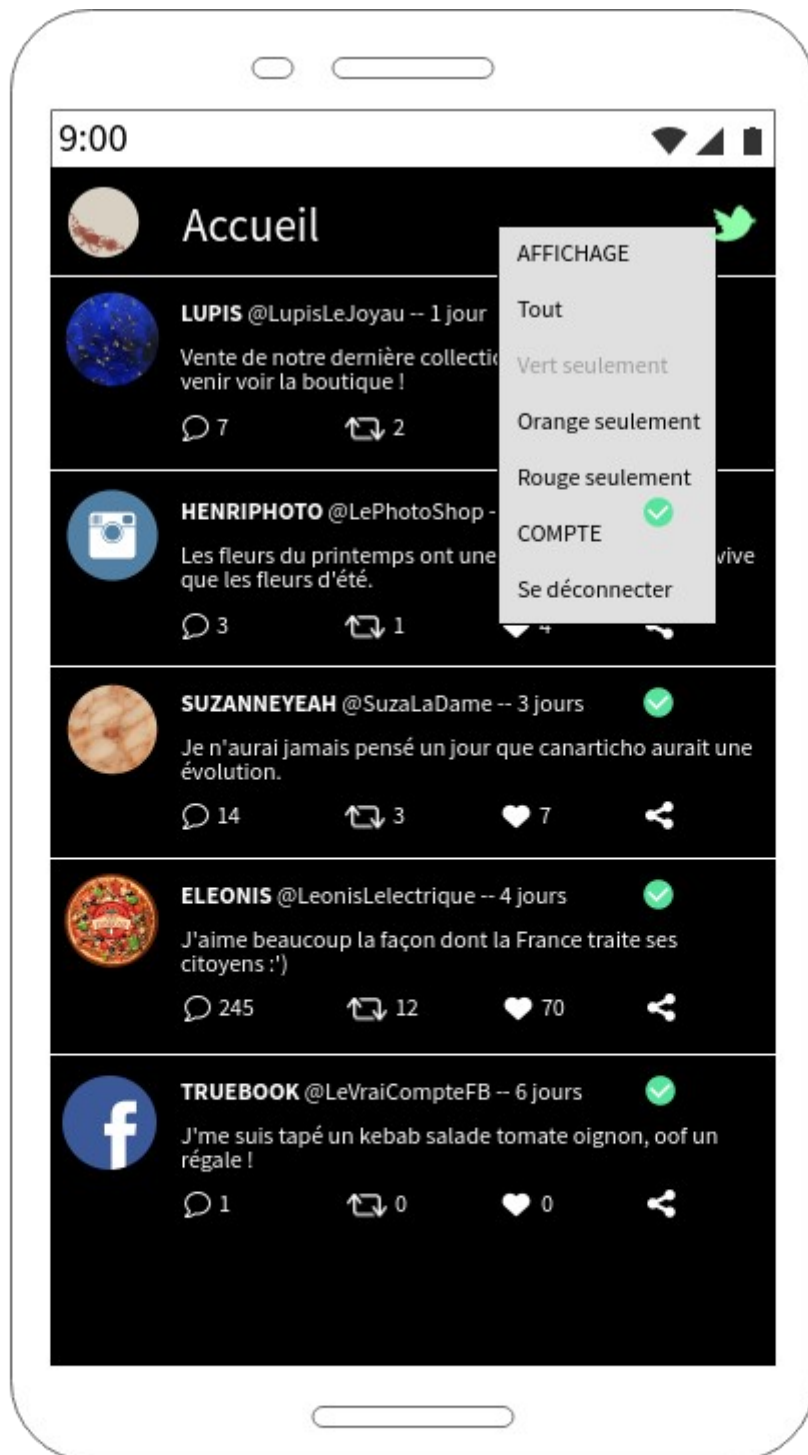 9:00
Accueil
AFFICHAGE
Tout
Vert seulement
Orange seulement
Rouge seulement
COMPTE
Se déconnecter
LUPIS @LupisLeJoyau -- 1 jour
Vente de notre dernière
venir voir la boutique !
7 2
HENRIPHOTO @LePhotoShop -
Les fleurs du printemps ont une vive
que les fleurs d'été.
3 1 4
SUZANNEYEAH @SuzaLaDame -- 3 jours
Je n'aurai jamais pensé un jour que canarticho aurait une
évolution.
14 3 7
ELEONIS @LeonisLelectrique -- 4 jours
J'aime beaucoup la façon dont la France traite ses
citoyens :')
245 12 70
TRUEBOOK @LeVraiCompteFB -- 6 jours
J'me suis tapé un kebab salade tomate oignon, oof un
régale !
1 0 0